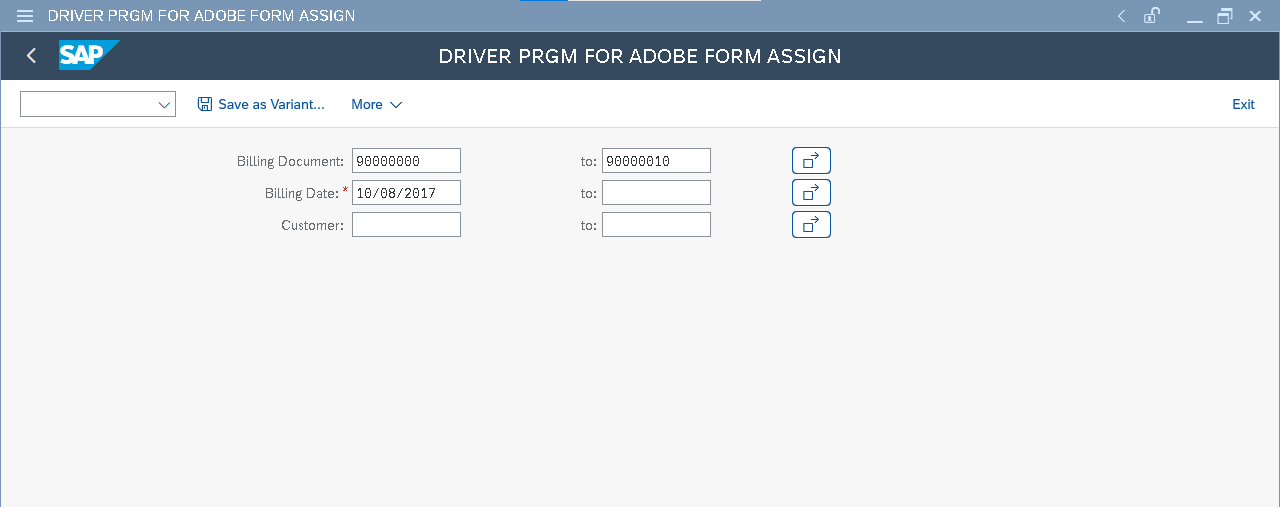 DRIVER PRGM FOR ADOBE FORM ASSIGN
SAP DRIVER PRGM FOR ADOBE FORM ASSIGN
Save as Variant... More Exit
Billing Document: 90000000 to: 90000010
Billing Date: * 10/08/2017 to:
Customer: to: